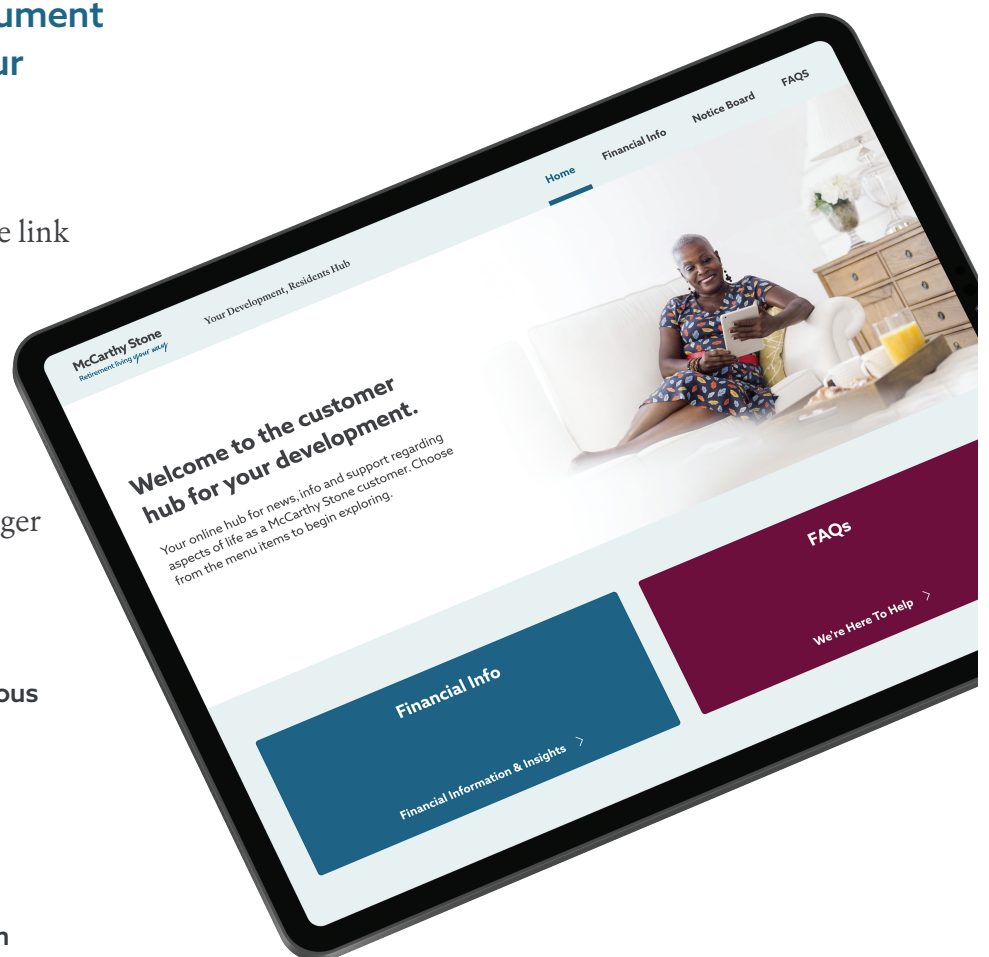 ument
ur
e link
ger
ous
n
Home
Financial Info
Notice Board
FAQS
McCarthy Stone
Retirement living your way
Your Development, Residents Hub
Welcome to the customer
hub for your development.
Your online hub for news, info and support regarding
aspects of life as a McCarthy Stone customer. Choose
from the menu items to begin exploring.
Financial Info
Financial Information & Insights
FAQs
We're Here To Help